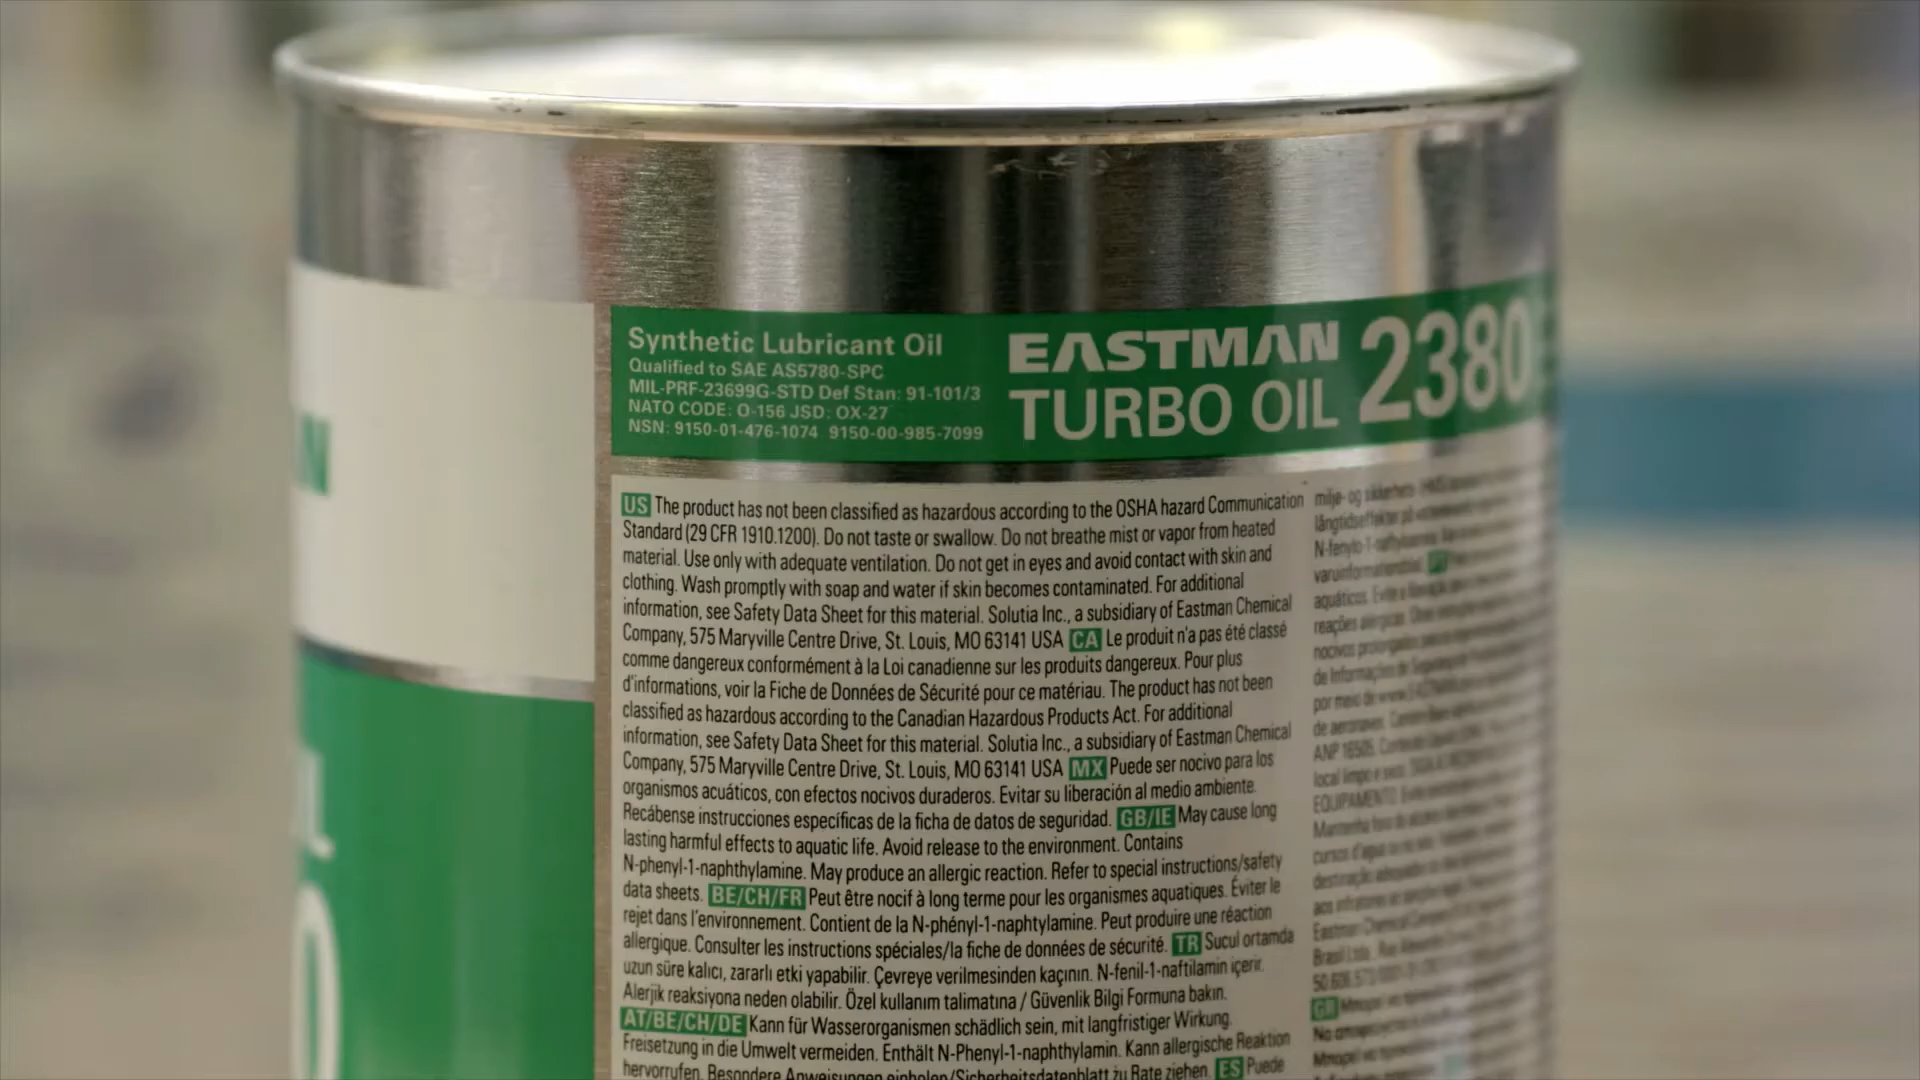 Synthetic Lubricant Oil
Qualified to SAE AS5780-SPC
MIL-PRF-23699G-STD Def Stan: 91-101/3
NATO CODE: O-156 JSD: OX-27
NSN: 9150-01-476-1074 9150-00-985-7099
EASTMAN
TURBO OIL 2380
US The product has not been classified as hazardous according to the OSHA hazard Communication
Standard (29 CFR 1910.1200). Do not taste or swallow. Do not breathe mist or vapor from heated
material. Use only with adequate ventilation. Do not get in eyes and avoid contact with skin and
clothing. Wash promptly with soap and water if skin becomes contaminated. For additional
information, see Safety Data Sheet for this material. Solutia Inc., a subsidiary of Eastman Chemical
Company, 575 Maryville Centre Drive, St. Louis, MO 63141 USA CA Le produit n'a pas été classé
comme dangereux conformément à la Loi canadienne sur les produits dangereux. Pour plus
d'informations, voir la Fiche de Données de Sécurité pour ce matériau. The product has not been
classified as hazardous according to the Canadian Hazardous Products Act. For additional
information, see Safety Data Sheet for this material. Solutia Inc., a subsidiary of Eastman Chemical
Company, 575 Maryville Centre Drive, St. Louis, MO 63141 USA MX Puede ser nocivo para los
organismos acuáticos, con efectos nocivos duraderos. Evitar su liberación al medio ambiente.
Recábense instrucciones específicas de la ficha de datos de seguridad. GB/IE May cause long
lasting harmful effects to aquatic life. Avoid release to the environment. Contains
N-phenyl-1-naphthylamine. May produce an allergic reaction. Refer to special instructions/safety
data sheets. BE/CH/FR Peut être nocif à long terme pour les organismes aquatiques. Éviter le
rejet dans l'environnement. Contient de la N-phényl-1-naphtylamine. Peut produire une réaction
allergique. Consulter les instructions spéciales/la fiche de données de sécurité. TR Sucul ortamda
uzun süre kalıcı, zararlı etki yapabilir. Çevreye verilmesinden kaçının. N-fenil-1-naftilamin içerir.
Alerjik reaksiyona neden olabilir. Özel kullanım talimatına / Güvenlik Bilgi Formuna bakın.
AT/BE/CH/DE Kann für Wasserorganismen schädlich sein, mit langfristiger Wirkung.
Freisetzung in die Umwelt vermeiden. Enthält N-Phenyl-1-naphthylamin. Kann allergische Reaktion
hervorrufen. Besondere Anweisungen einholen/Sicherheitsdatenblatt zu Rate ziehen. ES Puede